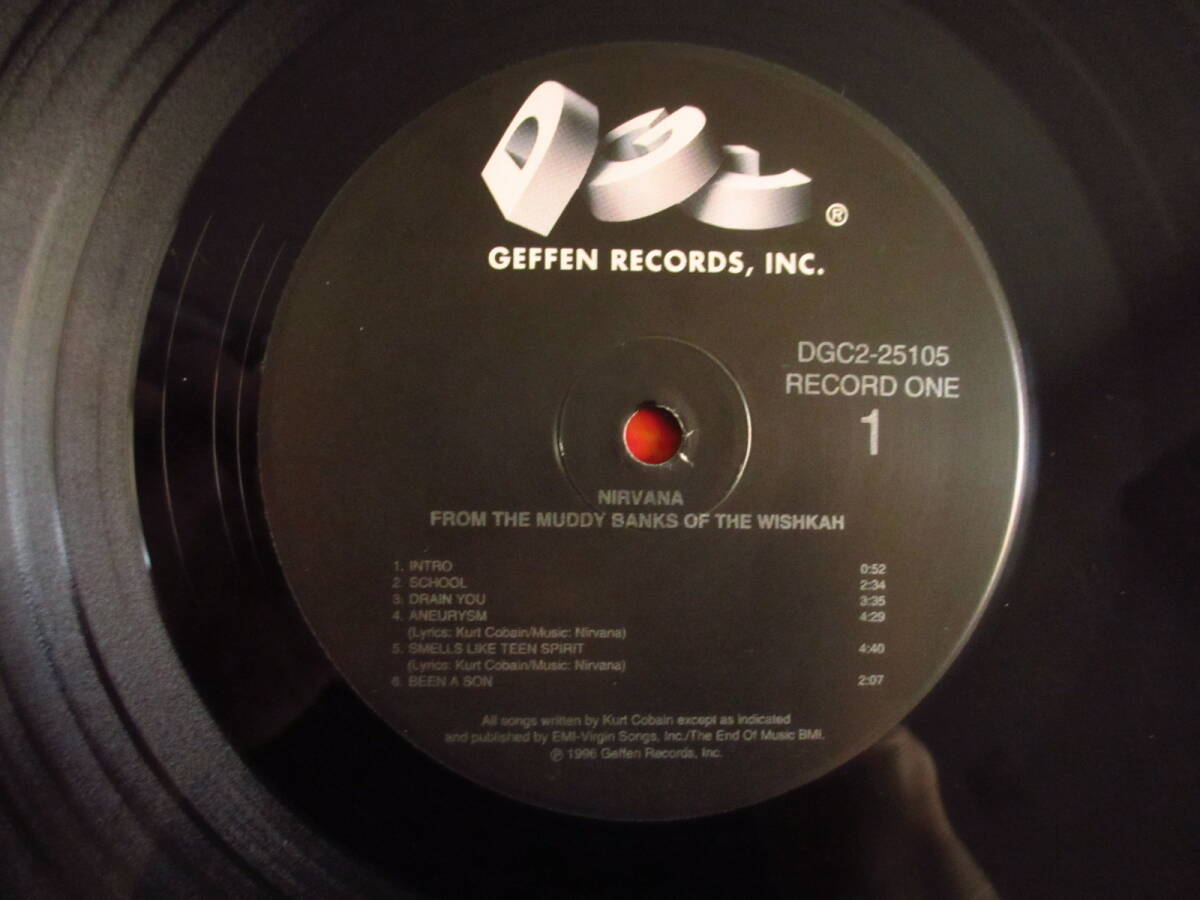 DGC
®
GEFFEN RECORDS, INC.
DGC2-25105
RECORD ONE
1
NIRVANA
FROM THE MUDDY BANKS OF THE WISHKAH
1. INTRO 0:52
2. SCHOOL 2:34
3. DRAIN YOU 3:35
4. ANEURYSM 4:29
(Lyrics: Kurt Cobain/Music: Nirvana)
5. SMELLS LIKE TEEN SPIRIT 4:40
(Lyrics: Kurt Cobain/Music: Nirvana)
6. BEEN A SON 2:07
All songs written by Kurt Cobain except as indicated
and published by EMI-Virgin Songs, Inc./The End Of Music BMI.
℗ 1996 Geffen Records, Inc.